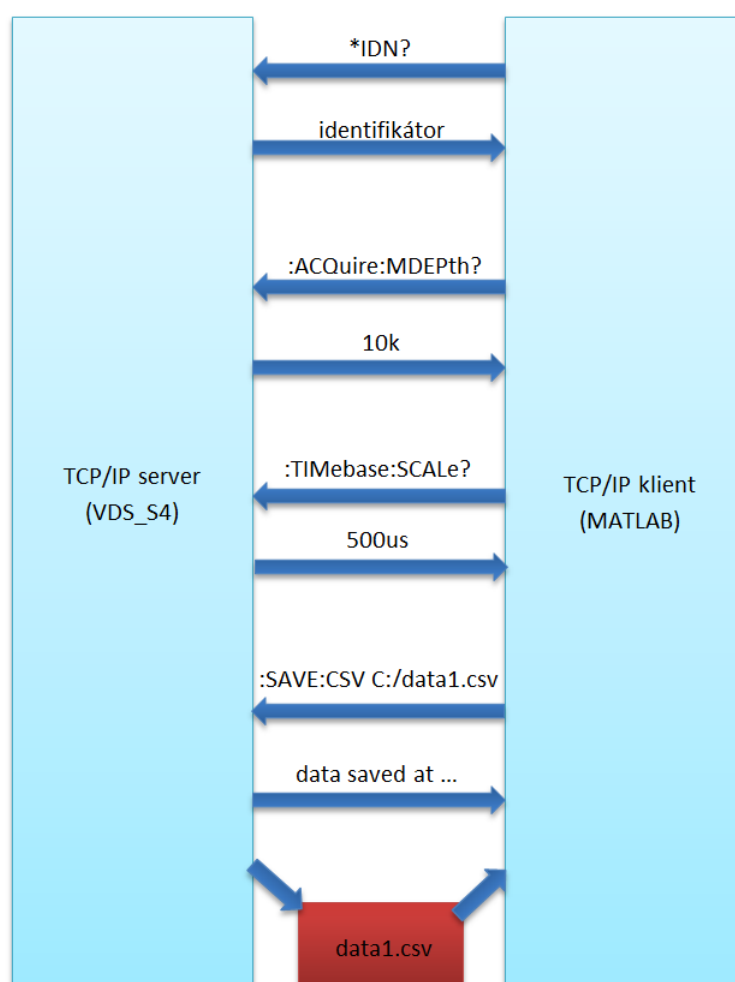 *IDN?
identifikátor
:ACQuire:MDEPth?
10k
TCP/IP server
(VDS_S4)
:TIMebase:SCALe?
TCP/IP klient
(MATLAB)
500us
:SAVE:CSV C:/data1.csv
data saved at ...
data1.csv